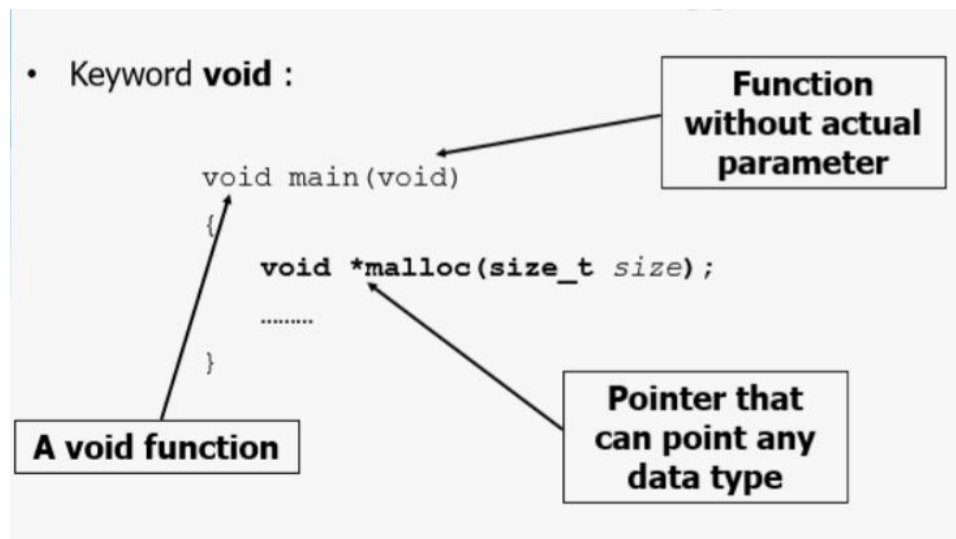 • Keyword void :
Function
without actual
parameter
void main(void)
{
void *malloc(size_t size);
.........
}
Pointer that
can point any
data type
A void function